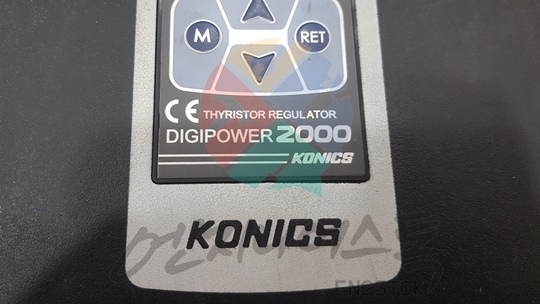 M
RET
CE THYRISTOR REGULATOR
DIGIPOWER 2000
KONICS
KONICS